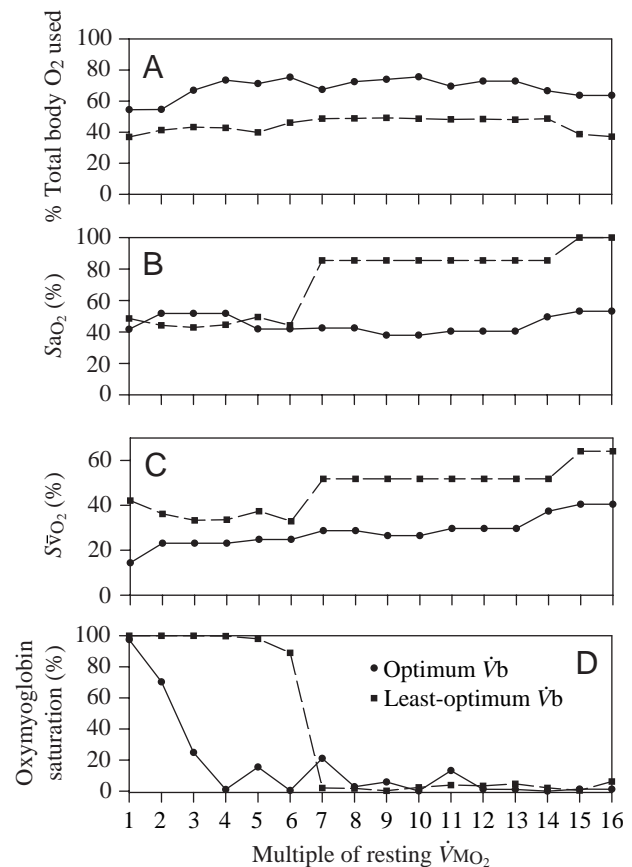 % Total body O2 used
100
80
60
40
20
0
A
SaO2 (%)
100
80
60
40
20
0
B
Sv̄O2 (%)
60
40
20
0
C
Oxymyoglobin
saturation (%)
100
80
60
40
20
0
D
Optimum V̇b
Least-optimum V̇b
1 2 3 4 5 6 7 8 9 10 11 12 13 14 15 16
Multiple of resting V̇MO2